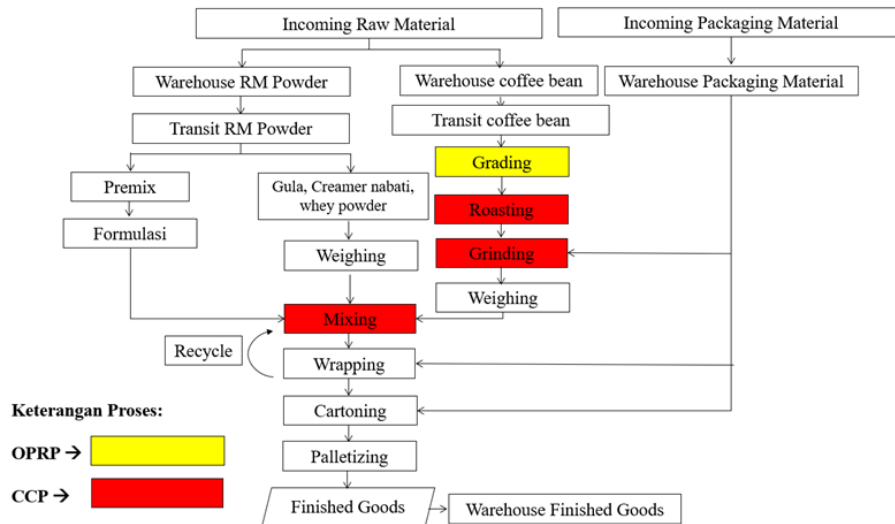 Incoming Raw Material
Incoming Packaging Material
Warehouse RM Powder
Warehouse coffee bean
Warehouse Packaging Material
Transit RM Powder
Transit coffee bean
Grading
Premix
Gula, Creamer nabati,
whey powder
Roasting
Formulasi
Weighing
Grinding
Weighing
Mixing
Recycle
Wrapping
Cartoning
Keterangan Proses:
OPRP →
Palletizing
CCP →
Finished Goods
Warehouse Finished Goods